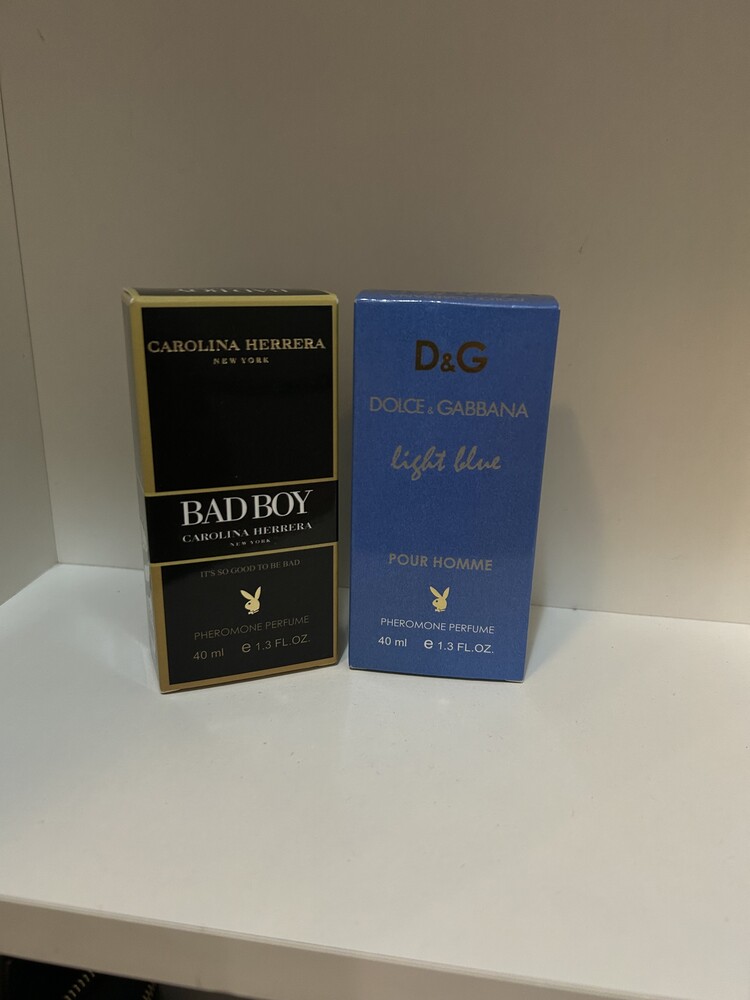 CAROLINA HERRERA
NEW YORK
BAD BOY
CAROLINA HERRERA
NEW YORK
IT'S SO GOOD TO BE BAD
PHEROMONE PERFUME
40 ml e 1.3 FL.OZ.
D&G
DOLCE & GABBANA
light blue
POUR HOMME
PHEROMONE PERFUME
40 ml e 1.3 FL.OZ.